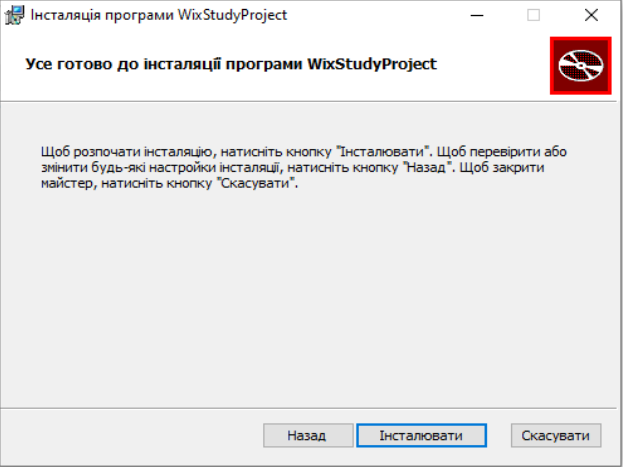 Інсталяція програми WixStudyProject
Усе готово до інсталяції програми WixStudyProject
Щоб розпочати інсталяцію, натисніть кнопку "Інсталювати". Щоб перевірити або
змінити будь-які настройки інсталяції, натисніть кнопку "Назад". Щоб закрити
майстер, натисніть кнопку "Скасувати".
Назад Інсталювати Скасувати